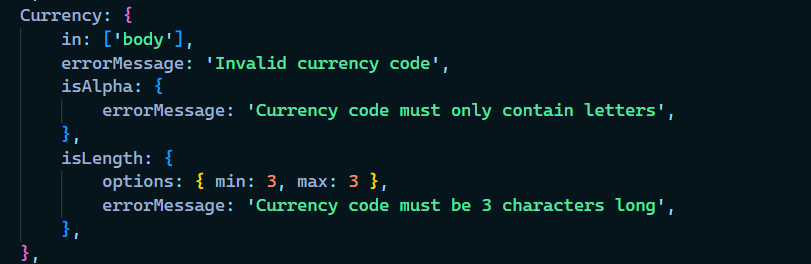 Currency: {
in: ['body'],
errorMessage: 'Invalid currency code',
isAlpha: {
errorMessage: 'Currency code must only contain letters',
},
isLength: {
options: { min: 3, max: 3 },
errorMessage: 'Currency code must be 3 characters long',
},
},